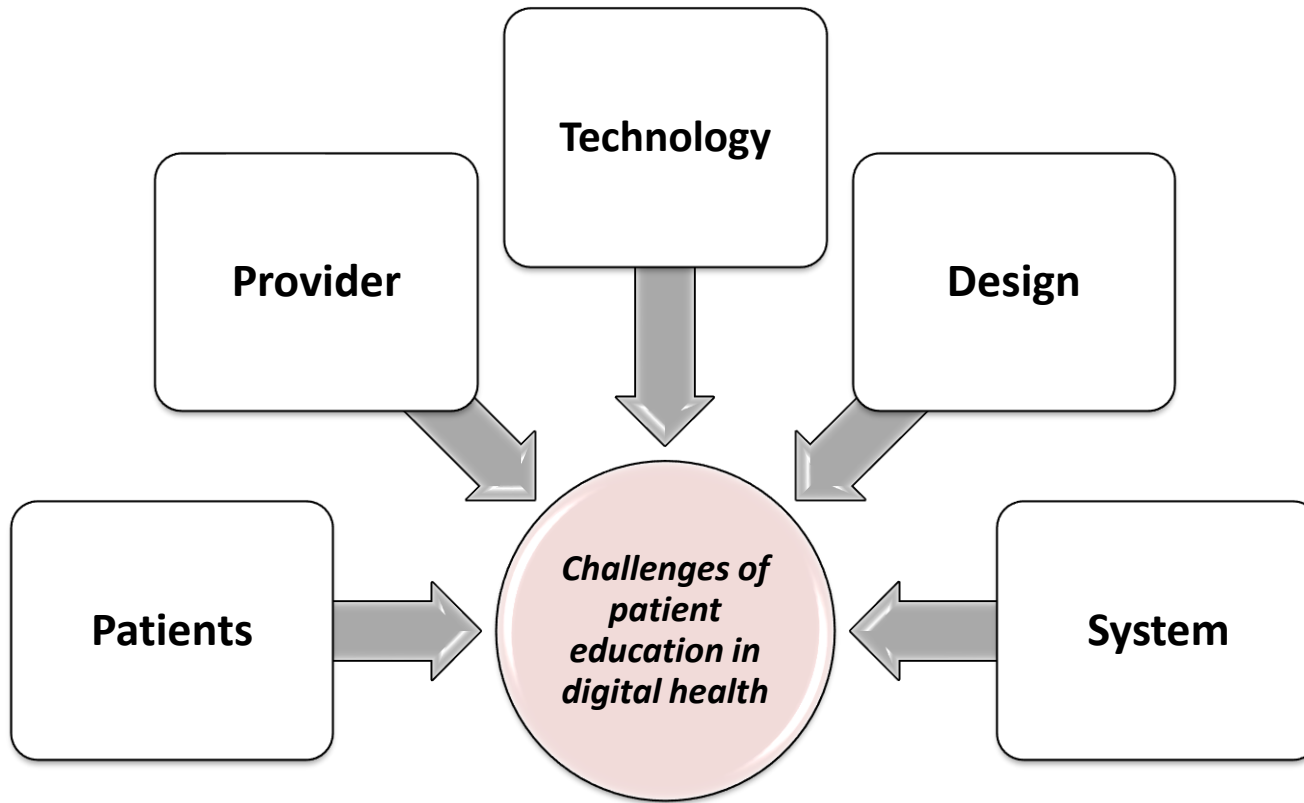 Technology
Provider
Design
Patients
Challenges of
patient
education in
digital health
System